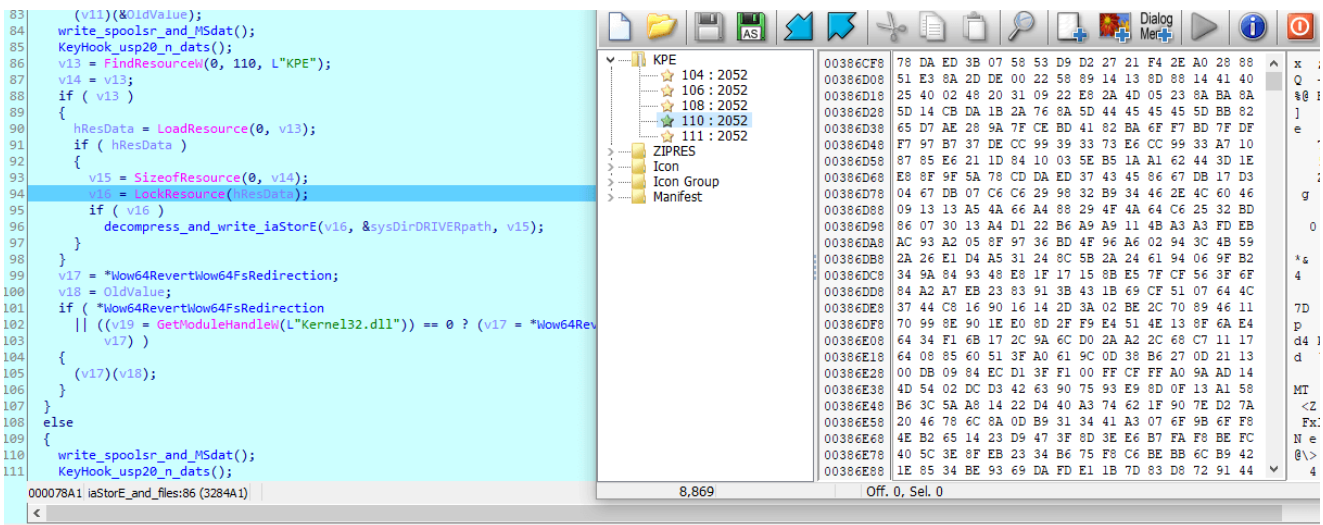 83 (v11)(&OldValue);
84 write_spoolsr_and_MSdat();
85 KeyHook_usp20_n_dats();
86 v13 = FindResourceW(0, 110, L"KPE");
87 v14 = v13;
88 if ( v13 )
89 {
90 hResData = LoadResource(0, v13);
91 if ( hResData )
92 {
93 v15 = SizeofResource(0, v14);
94 v16 = LockResource(hResData);
95 if ( v16 )
96 decompress_and_write_iaStorE(v16, &sysDirDRIVERpath, v15);
97 }
98 }
99 v17 = *Wow64RevertWow64FsRedirection;
100 v18 = OldValue;
101 if ( *Wow64RevertWow64FsRedirection
102 || ((v19 = GetModuleHandleW(L"Kernel32.dll")) == 0 ? (v17 = *Wow64Rev
103 v17) )
104 {
105 (v17)(v18);
106 }
107 }
108 else
109 {
110 write_spoolsr_and_MSdat();
111 KeyHook_usp20_n_dats();
000078A1 iaStorE_and_files:86 (3284A1)
AS
Dialog
Mer
KPE
104 : 2052
106 : 2052
108 : 2052
110 : 2052
111 : 2052
ZIPRES
Icon
Icon Group
Manifest
00386CF8 78 DA ED 3B 07 58 53 D9 D2 27 21 F4 2E A0 28 88 x
00386D08 51 E3 8A 2D DE 00 22 58 89 14 13 8D 88 14 41 40 Q
00386D18 25 40 02 48 20 31 09 22 E8 2A 4D 05 23 8A BA 8A %@
00386D28 5D 14 CB DA 1B 2A 76 8A 5D 44 45 45 45 5D BB 82 ]
00386D38 65 D7 AE 28 9A 7F CE BD 41 82 BA 6F F7 BD 7F DF e
00386D48 F7 97 B7 37 DE CC 99 39 33 73 E6 CC 99 33 A7 10
00386D58 87 85 E6 21 1D 84 10 03 5E B5 1A A1 62 44 3D 1E
00386D68 E8 8F 9F 5A 78 CD DA ED 37 43 45 86 67 DB 17 D3
00386D78 04 67 DB 07 C6 C6 29 98 32 B9 34 46 2E 4C 60 46 g
00386D88 09 13 13 A5 4A 66 A4 88 29 4F 4A 64 C6 25 32 BD
00386D98 86 07 30 13 A4 D1 22 B6 A9 A9 11 4B A3 A3 FD EB 0
00386DA8 AC 93 A2 05 8F 97 36 BD 4F 96 A6 02 94 3C 4B 59
00386DB8 2A 26 E1 D4 A5 31 24 8C 5B 2A 24 61 94 06 9F B2 *&
00386DC8 34 9A 84 93 48 E8 1F 17 15 8B E5 7F CF 56 3F 6F 4
00386DD8 84 A2 A7 EB 23 83 91 3B 43 1B 69 CF 51 07 64 4C
00386DE8 37 44 C8 16 90 16 14 2D 3A 02 BE 2C 70 89 46 11 7D
00386DF8 70 99 8E 90 1E E0 8D 2F F9 E4 51 4E 13 8F 6A E4 p
00386E08 64 34 F1 6B 17 2C 9A 6C D0 2A A2 2C 68 C7 11 17 d4
00386E18 64 08 85 60 51 3F A0 61 9C 0D 38 B6 27 0D 21 13 d
00386E28 00 DB 09 84 EC D1 3F F1 00 FF CF FF A0 9A AD 14
00386E38 4D 54 02 DC D3 42 63 90 75 93 E9 8D 0F 13 A1 58 MT
00386E48 B6 3C 5A A8 14 22 D4 40 A3 74 62 1F 90 7E D2 7A <Z
00386E58 20 46 78 6C 8A 0D B9 31 34 41 A3 07 6F 9B 6F F8 Fx
00386E68 4E B2 65 14 23 D9 47 3F 8D 3E E6 B7 FA F8 BE FC N e
00386E78 40 5C 3E 8F EB 23 34 B6 75 F8 C6 BE BB 6C B9 42 @\>
00386E88 1E 85 34 BE 93 69 DA FD E1 1B 7D 83 D8 72 91 44 4
8,869
Off. 0, Sel. 0